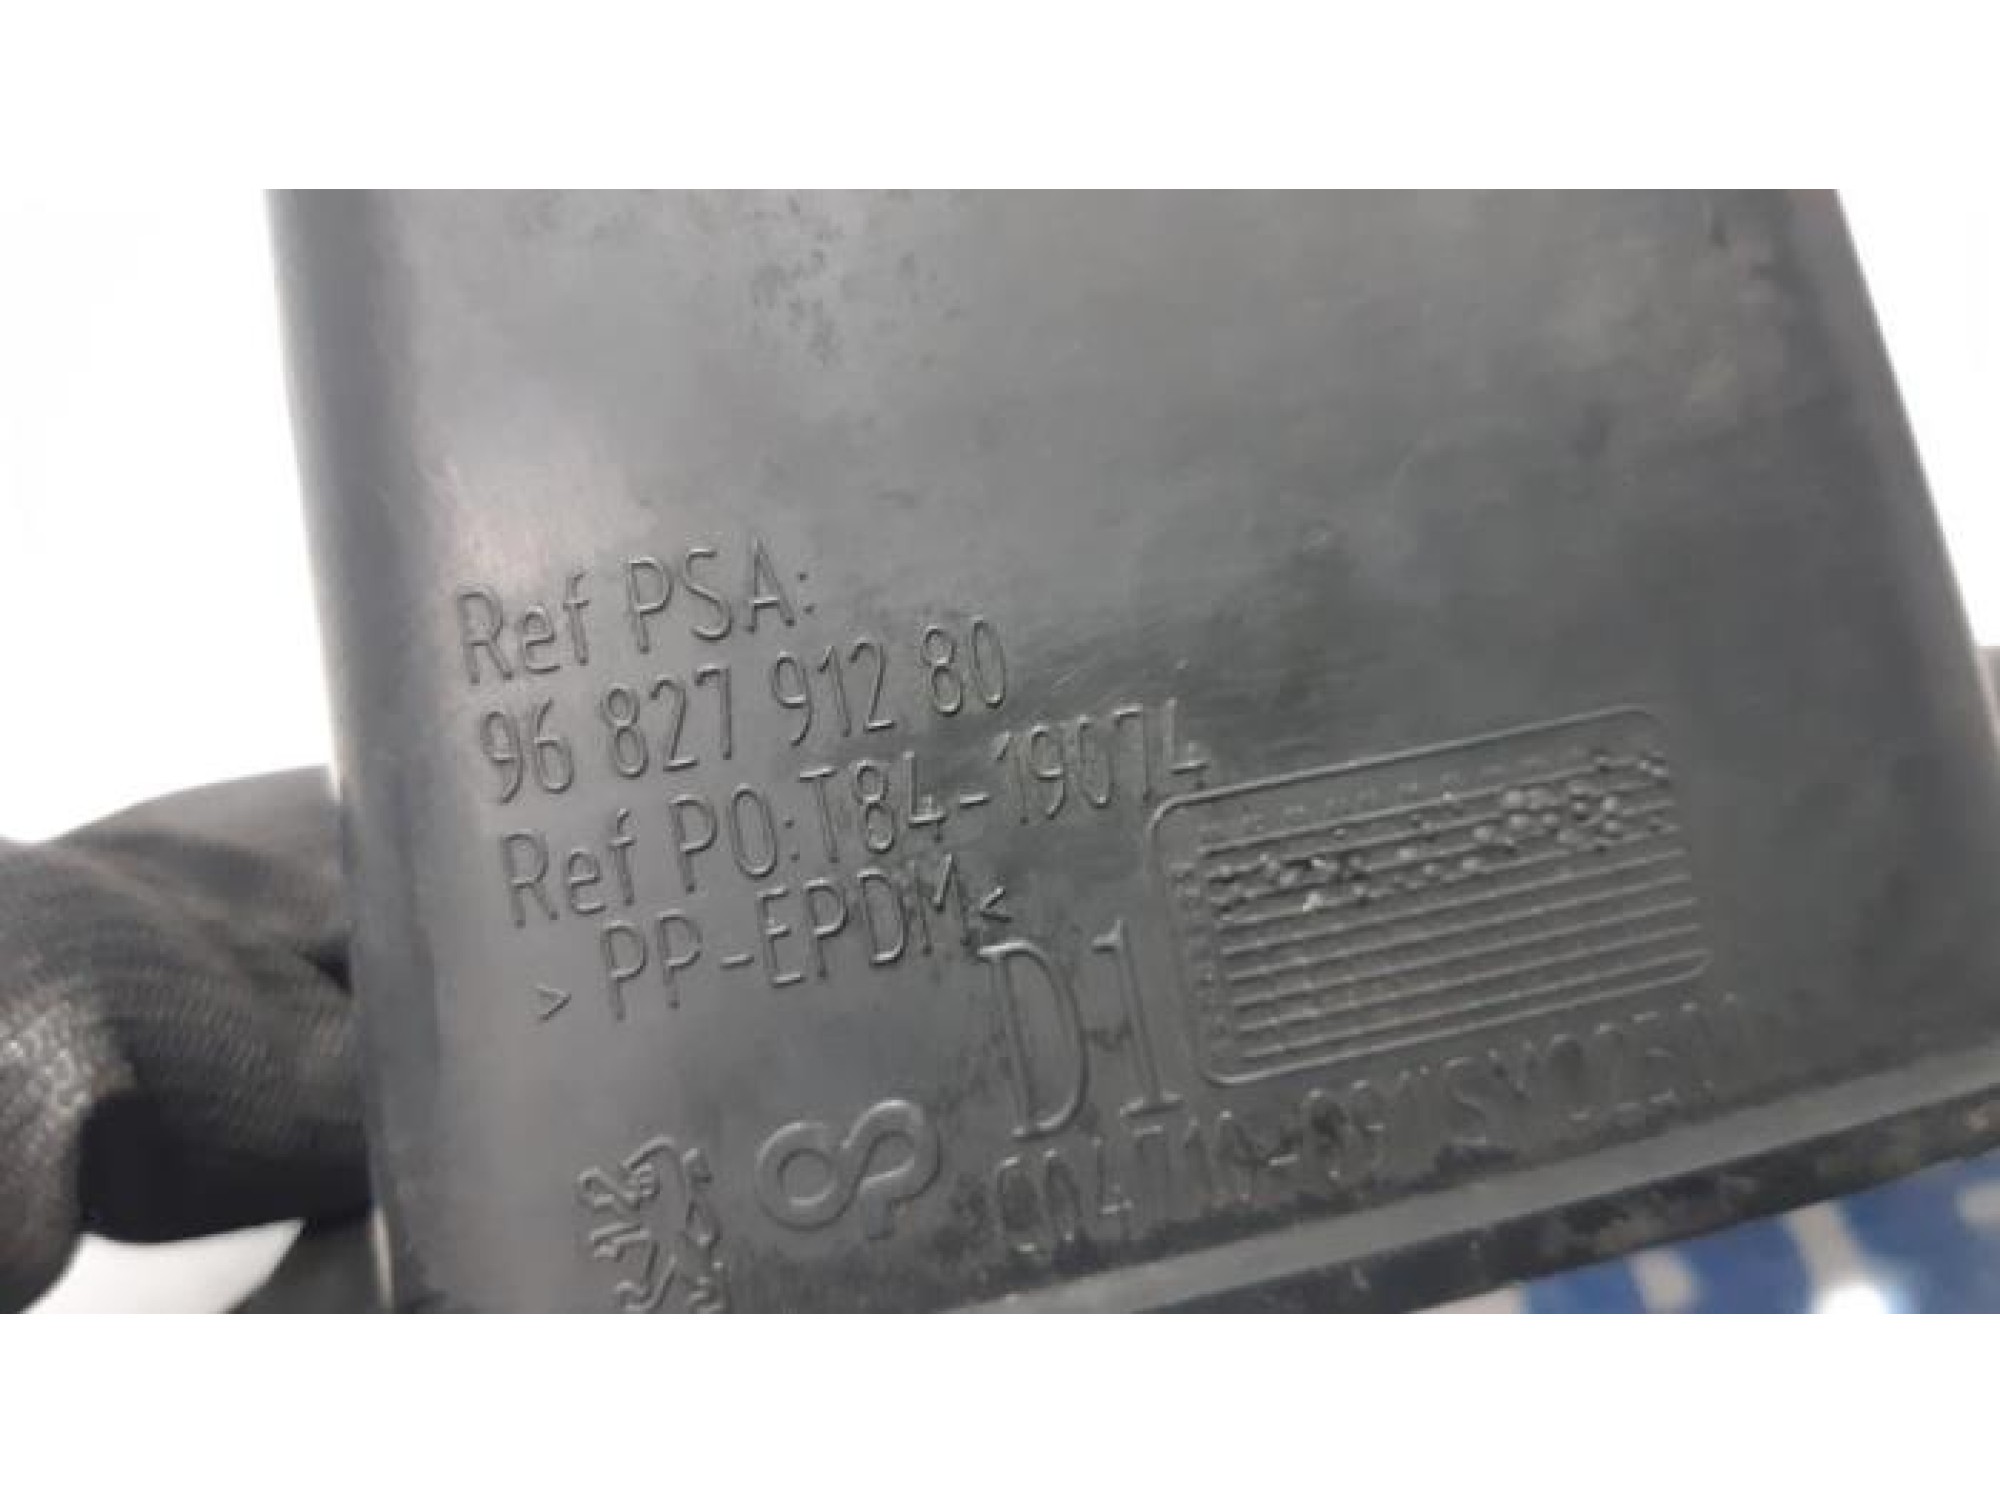 Ref PSA:
96 827 912 80
Ref PO: T84-19074
> PP-EPDM <
D1